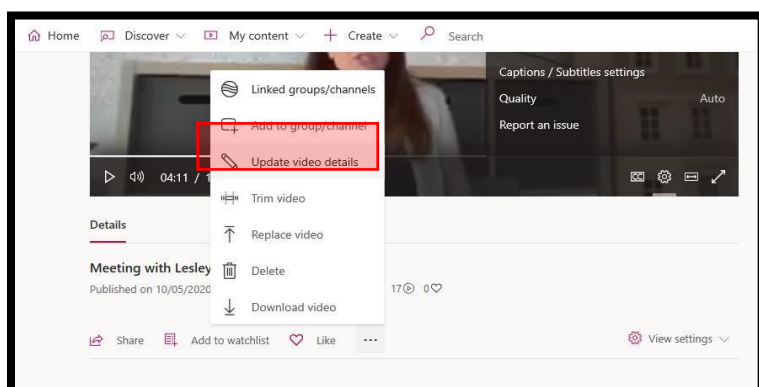 Home Discover My content Create Search
Linked groups/channels
Add to group/channel
Update video details
Trim video
Replace video
Delete
Download video
Captions / Subtitles settings
Quality Auto
Report an issue
04:11 /
CC
Details
Meeting with Lesley
Published on 10/05/2020 17 0
Share Add to watchlist Like ... View settings